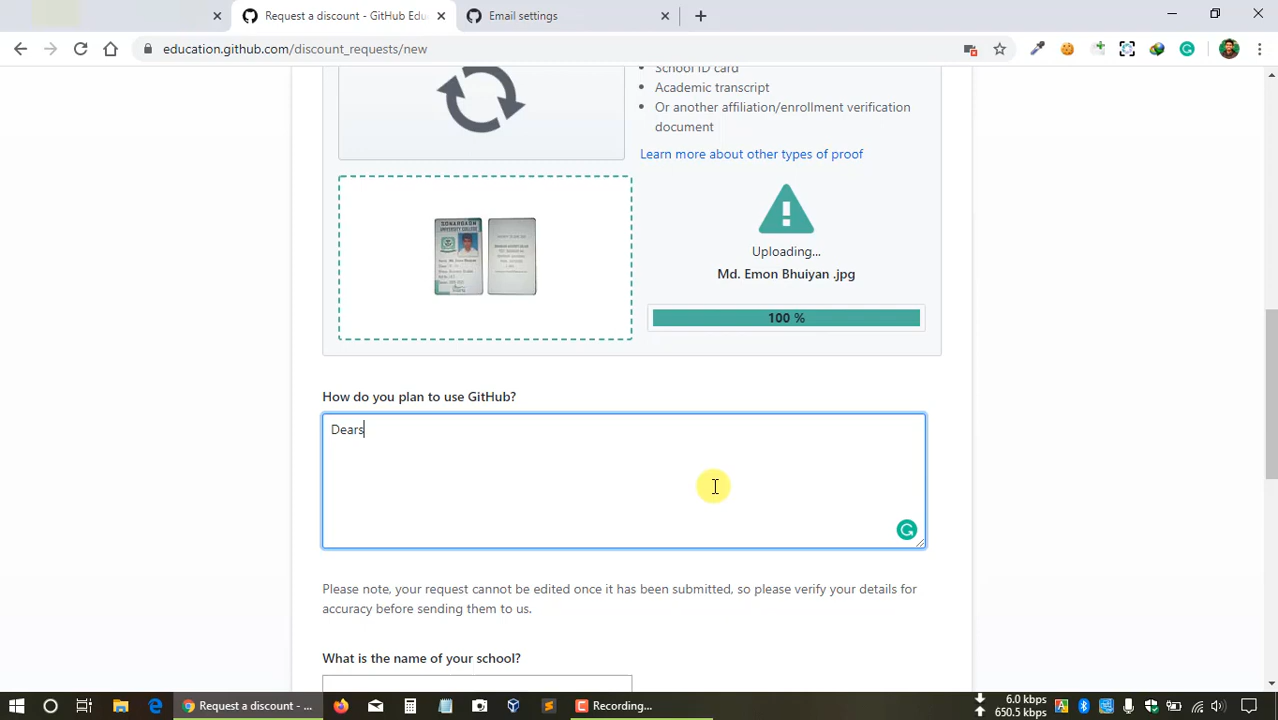 Request a discount - GitHub Edu
Email settings
education.github.com/discount_requests/new
School ID card
Academic transcript
Or another affiliation/enrollment verification
document
Learn more about other types of proof
SONARGAON
UNIVERSITY COLLEGE
Uploading...
Md. Emon Bhuiyan .jpg
100 %
How do you plan to use GitHub?
Dears
Please note, your request cannot be edited once it has been submitted, so please verify your details for
accuracy before sending them to us.
What is the name of your school?
Request a discount - ...
Recording...
6.0 kbps
650.5 kbps